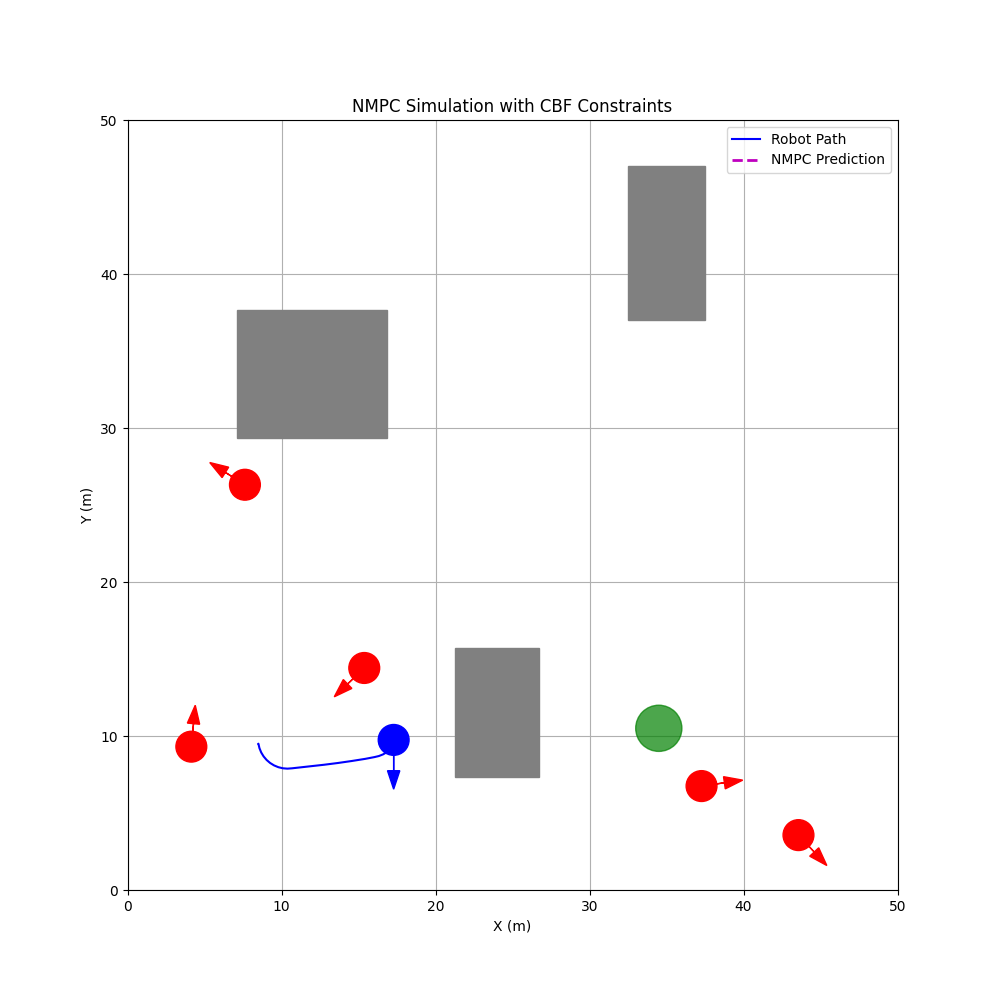 NMPC Simulation with CBF Constraints
Robot Path
NMPC Prediction
50
40
30
20
10
0
Y (m)
0 10 20 30 40 50
X (m)